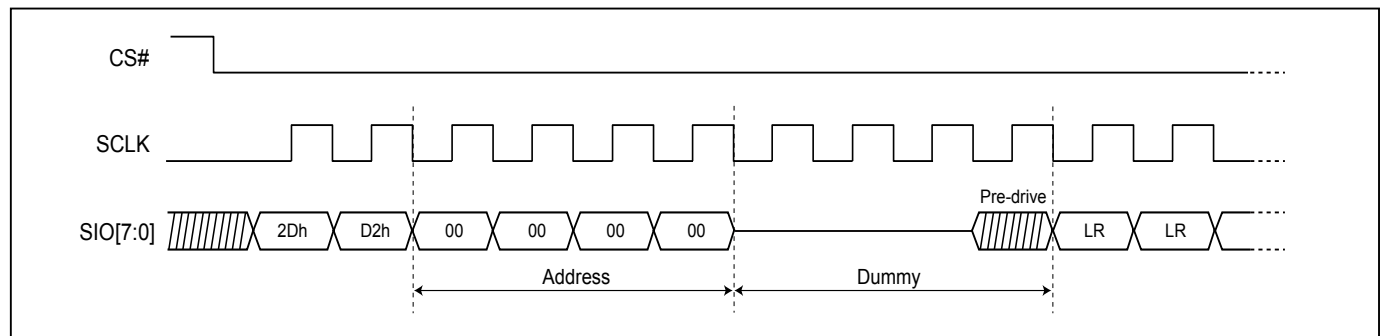 CS#
SCLK
Pre-drive
SIO[7:0] 2Dh D2h 00 00 00 00 LR LR
Address Dummy